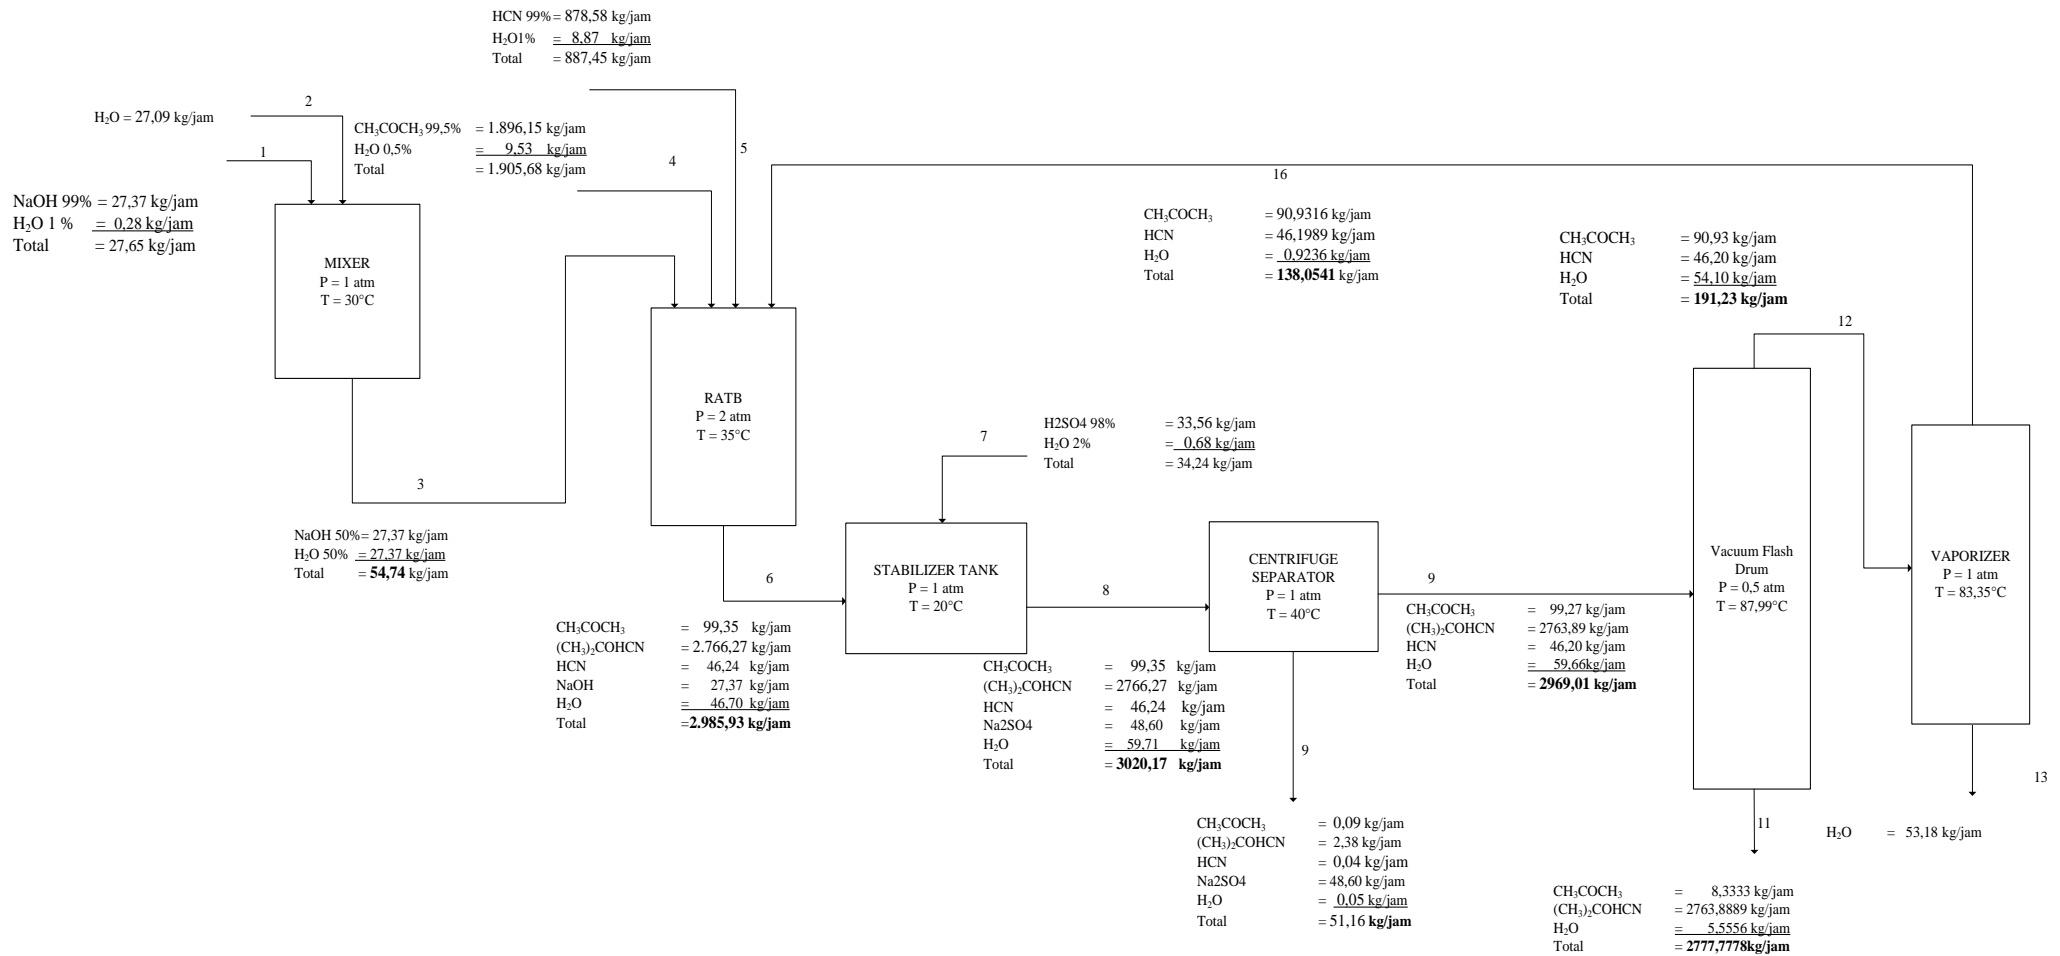 HCN 99% = 878,58 kg/jam
H₂O1% = 8,87 kg/jam
Total = 887,45 kg/jam
2
H₂O = 27,09 kg/jam
1
CH₃COCH₃ 99,5% = 1.896,15 kg/jam
H₂O 0,5% = 9,53 kg/jam
Total = 1.905,68 kg/jam
4
5
16
NaOH 99% = 27,37 kg/jam
H₂O 1 % = 0,28 kg/jam
Total = 27,65 kg/jam
MIXER
P = 1 atm
T = 30°C
CH₃COCH₃ = 90,9316 kg/jam
HCN = 46,1989 kg/jam
H₂O = 0,9236 kg/jam
Total = 138,0541 kg/jam
CH₃COCH₃ = 90,93 kg/jam
HCN = 46,20 kg/jam
H₂O = 54,10 kg/jam
Total = 191,23 kg/jam
12
RATB
P = 2 atm
T = 35°C
3
NaOH 50%= 27,37 kg/jam
H₂O 50% = 27,37 kg/jam
Total = 54,74 kg/jam
7
H2SO4 98% = 33,56 kg/jam
H₂O 2% = 0,68 kg/jam
Total = 34,24 kg/jam
6
STABILIZER TANK
P = 1 atm
T = 20°C
8
CENTRIFUGE
SEPARATOR
P = 1 atm
T = 40°C
9
Vacuum Flash
Drum
P = 0,5 atm
T = 87,99°C
VAPORIZER
P = 1 atm
T = 83,35°C
CH₃COCH₃ = 99,35 kg/jam
(CH₃)₂COHCN = 2.766,27 kg/jam
HCN = 46,24 kg/jam
NaOH = 27,37 kg/jam
H₂O = 46,70 kg/jam
Total =2.985,93 kg/jam
CH₃COCH₃ = 99,35 kg/jam
(CH₃)₂COHCN = 2766,27 kg/jam
HCN = 46,24 kg/jam
Na2SO4 = 48,60 kg/jam
H₂O = 59,71 kg/jam
Total = 3020,17 kg/jam
CH₃COCH₃ = 99,27 kg/jam
(CH₃)₂COHCN = 2763,89 kg/jam
HCN = 46,20 kg/jam
H₂O = 59,66kg/jam
Total = 2969,01 kg/jam
9
CH₃COCH₃ = 0,09 kg/jam
(CH₃)₂COHCN = 2,38 kg/jam
HCN = 0,04 kg/jam
Na2SO4 = 48,60 kg/jam
H₂O = 0,05 kg/jam
Total = 51,16 kg/jam
13
11
H₂O = 53,18 kg/jam
CH₃COCH₃ = 8,3333 kg/jam
(CH₃)₂COHCN = 2763,8889 kg/jam
H₂O = 5,5556 kg/jam
Total = 2777,7778kg/jam